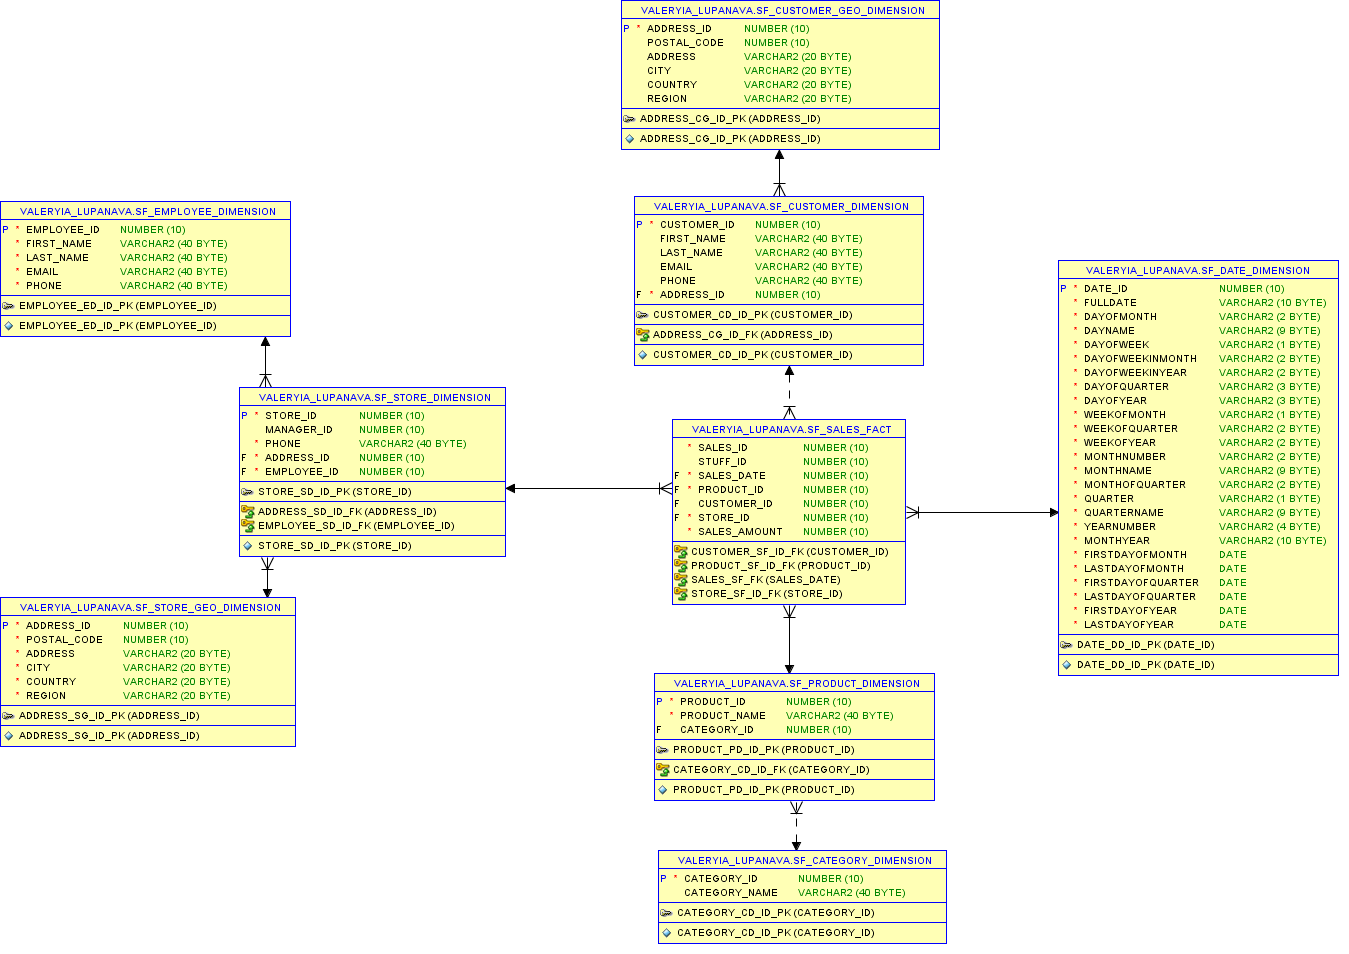 VALERYIA_LUPANAVA.SF_CUSTOMER_GEO_DIMENSION
P * ADDRESS_ID NUMBER (10)
POSTAL_CODE NUMBER (10)
ADDRESS VARCHAR2 (20 BYTE)
CITY VARCHAR2 (20 BYTE)
COUNTRY VARCHAR2 (20 BYTE)
REGION VARCHAR2 (20 BYTE)
ADDRESS_CG_ID_PK (ADDRESS_ID)
ADDRESS_CG_ID_PK (ADDRESS_ID)
VALERYIA_LUPANAVA.SF_EMPLOYEE_DIMENSION
P * EMPLOYEE_ID NUMBER (10)
* FIRST_NAME VARCHAR2 (40 BYTE)
* LAST_NAME VARCHAR2 (40 BYTE)
* EMAIL VARCHAR2 (40 BYTE)
* PHONE VARCHAR2 (40 BYTE)
EMPLOYEE_ED_ID_PK (EMPLOYEE_ID)
EMPLOYEE_ED_ID_PK (EMPLOYEE_ID)
VALERYIA_LUPANAVA.SF_CUSTOMER_DIMENSION
P * CUSTOMER_ID NUMBER (10)
FIRST_NAME VARCHAR2 (40 BYTE)
LAST_NAME VARCHAR2 (40 BYTE)
EMAIL VARCHAR2 (40 BYTE)
PHONE VARCHAR2 (40 BYTE)
F * ADDRESS_ID NUMBER (10)
CUSTOMER_CD_ID_PK (CUSTOMER_ID)
ADDRESS_CG_ID_FK (ADDRESS_ID)
CUSTOMER_CD_ID_PK (CUSTOMER_ID)
VALERYIA_LUPANAVA.SF_DATE_DIMENSION
P * DATE_ID NUMBER (10)
* FULLDATE VARCHAR2 (10 BYTE)
* DAYOFMONTH VARCHAR2 (2 BYTE)
* DAYNAME VARCHAR2 (9 BYTE)
* DAYOFWEEK VARCHAR2 (1 BYTE)
* DAYOFWEEKINMONTH VARCHAR2 (2 BYTE)
* DAYOFWEEKINYEAR VARCHAR2 (2 BYTE)
* DAYOFQUARTER VARCHAR2 (3 BYTE)
* DAYOFYEAR VARCHAR2 (3 BYTE)
* WEEKOFMONTH VARCHAR2 (1 BYTE)
* WEEKOFQUARTER VARCHAR2 (2 BYTE)
* WEEKOFYEAR VARCHAR2 (2 BYTE)
* MONTHNUMBER VARCHAR2 (2 BYTE)
* MONTHNAME VARCHAR2 (9 BYTE)
* MONTHOFQUARTER VARCHAR2 (2 BYTE)
* QUARTER VARCHAR2 (1 BYTE)
* QUARTERNAME VARCHAR2 (9 BYTE)
* YEARNUMBER VARCHAR2 (4 BYTE)
* MONTHYEAR VARCHAR2 (10 BYTE)
* FIRSTDAYOFMONTH DATE
* LASTDAYOFMONTH DATE
* FIRSTDAYOFQUARTER DATE
* LASTDAYOFQUARTER DATE
* FIRSTDAYOFYEAR DATE
* LASTDAYOFYEAR DATE
DATE_DD_ID_PK (DATE_ID)
DATE_DD_ID_PK (DATE_ID)
VALERYIA_LUPANAVA.SF_STORE_DIMENSION
P * STORE_ID NUMBER (10)
MANAGER_ID NUMBER (10)
* PHONE VARCHAR2 (40 BYTE)
F * ADDRESS_ID NUMBER (10)
F * EMPLOYEE_ID NUMBER (10)
STORE_SD_ID_PK (STORE_ID)
ADDRESS_SD_ID_FK (ADDRESS_ID)
EMPLOYEE_SD_ID_FK (EMPLOYEE_ID)
STORE_SD_ID_PK (STORE_ID)
VALERYIA_LUPANAVA.SF_SALES_FACT
* SALES_ID NUMBER (10)
STUFF_ID NUMBER (10)
F * SALES_DATE NUMBER (10)
F * PRODUCT_ID NUMBER (10)
F CUSTOMER_ID NUMBER (10)
F * STORE_ID NUMBER (10)
* SALES_AMOUNT NUMBER (10)
CUSTOMER_SF_ID_FK (CUSTOMER_ID)
PRODUCT_SF_ID_FK (PRODUCT_ID)
SALES_SF_FK (SALES_DATE)
STORE_SF_ID_FK (STORE_ID)
VALERYIA_LUPANAVA.SF_STORE_GEO_DIMENSION
P * ADDRESS_ID NUMBER (10)
* POSTAL_CODE NUMBER (10)
* ADDRESS VARCHAR2 (20 BYTE)
* CITY VARCHAR2 (20 BYTE)
* COUNTRY VARCHAR2 (20 BYTE)
* REGION VARCHAR2 (20 BYTE)
ADDRESS_SG_ID_PK (ADDRESS_ID)
ADDRESS_SG_ID_PK (ADDRESS_ID)
VALERYIA_LUPANAVA.SF_PRODUCT_DIMENSION
P * PRODUCT_ID NUMBER (10)
* PRODUCT_NAME VARCHAR2 (40 BYTE)
F CATEGORY_ID NUMBER (10)
PRODUCT_PD_ID_PK (PRODUCT_ID)
CATEGORY_CD_ID_FK (CATEGORY_ID)
PRODUCT_PD_ID_PK (PRODUCT_ID)
VALERYIA_LUPANAVA.SF_CATEGORY_DIMENSION
P * CATEGORY_ID NUMBER (10)
CATEGORY_NAME VARCHAR2 (40 BYTE)
CATEGORY_CD_ID_PK (CATEGORY_ID)
CATEGORY_CD_ID_PK (CATEGORY_ID)